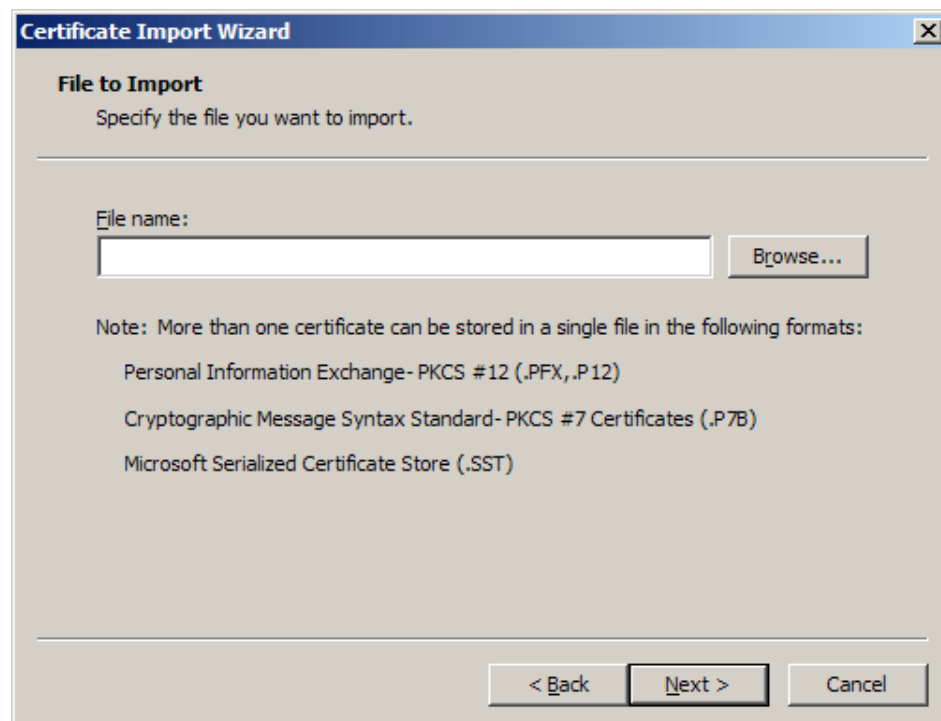 Certificate Import Wizard
File to Import
Specify the file you want to import.
File name:
Browse...
Note: More than one certificate can be stored in a single file in the following formats:
Personal Information Exchange- PKCS #12 (.PFX,.P12)
Cryptographic Message Syntax Standard- PKCS #7 Certificates (.P7B)
Microsoft Serialized Certificate Store (.SST)
< Back
Next >
Cancel